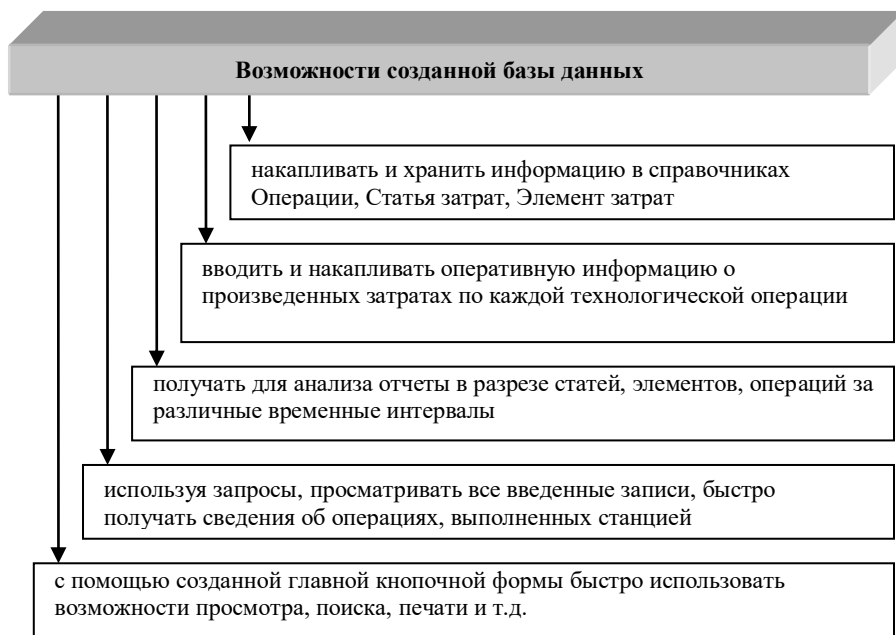 Возможности созданной базы данных
накапливать и хранить информацию в справочниках
Операции, Статья затрат, Элемент затрат
вводить и накапливать оперативную информацию о
произведенных затратах по каждой технологической операции
получать для анализа отчеты в разрезе статей, элементов, операций за
различные временные интервалы
используя запросы, просматривать все введенные записи, быстро
получать сведения об операциях, выполненных станцией
с помощью созданной главной кнопочной формы быстро использовать
возможности просмотра, поиска, печати и т.д.